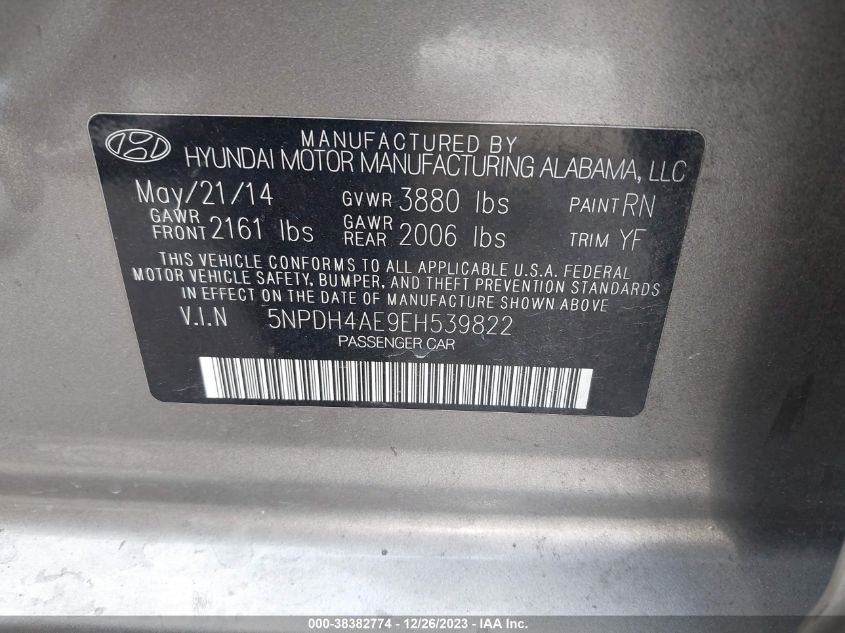 MANUFACTURED BY
HYUNDAI MOTOR MANUFACTURING ALABAMA, LLC
May/21/14 GVWR 3880 lbs PAINT RN
GAWR FRONT 2161 lbs GAWR REAR 2006 lbs TRIM YF
THIS VEHICLE CONFORMS TO ALL APPLICABLE U.S.A. FEDERAL
MOTOR VEHICLE SAFETY, BUMPER, AND THEFT PREVENTION STANDARDS
IN EFFECT ON THE DATE OF MANUFACTURE SHOWN ABOVE.
V.I.N 5NPDH4AE9EH539822
PASSENGER CAR
000-38382774 - 12/26/2023 - IAA Inc.